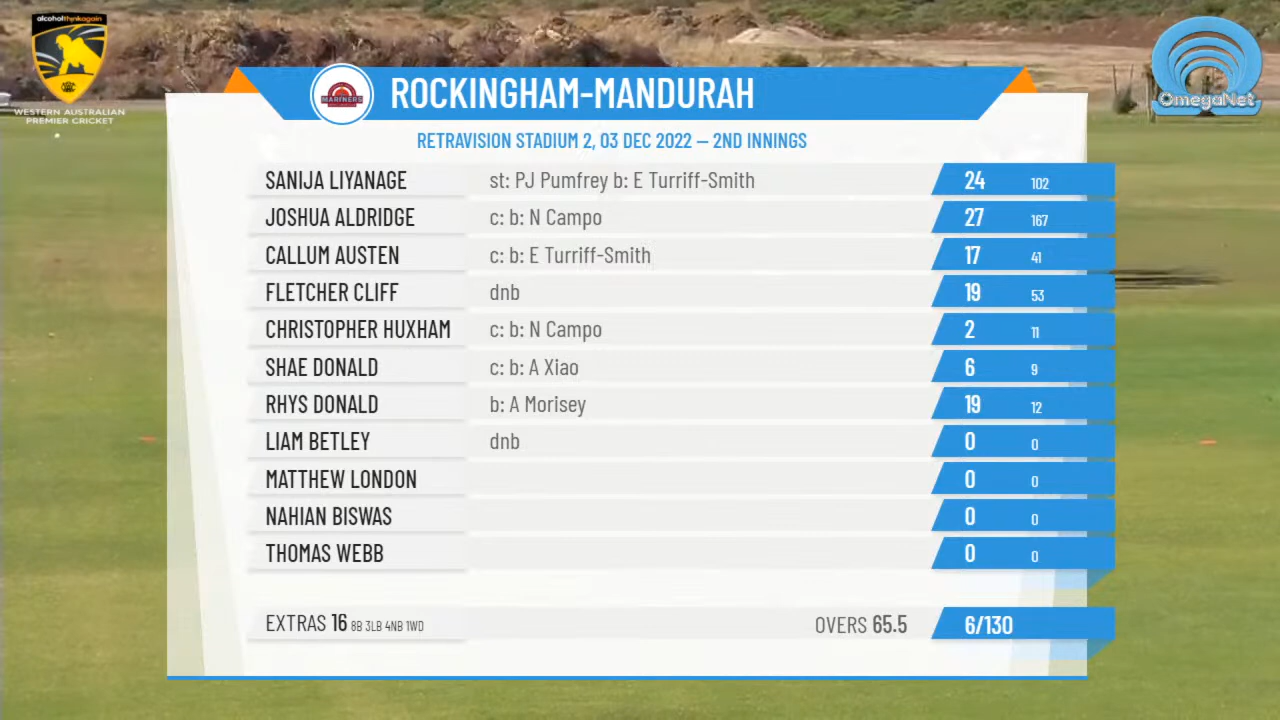 alcoholthinkagain
WESTERN AUSTRALIAN
PREMIER CRICKET
MARINERS
ROCKINGHAM-MANDURAH
OmegaNet
RETRAVISION STADIUM 2, 03 DEC 2022 – 2ND INNINGS
SANIJA LIYANAGE st: PJ Pumfrey b: E Turriff-Smith 24 102
JOSHUA ALDRIDGE c: b: N Campo 27 167
CALLUM AUSTEN c: b: E Turriff-Smith 17 41
FLETCHER CLIFF dnb 19 53
CHRISTOPHER HUXHAM c: b: N Campo 2 11
SHAE DONALD c: b: A Xiao 6 9
RHYS DONALD b: A Morisey 19 12
LIAM BETLEY dnb 0 0
MATTHEW LONDON 0 0
NAHIAN BISWAS 0 0
THOMAS WEBB 0 0
EXTRAS 16 8B 3LB 4NB 1WD OVERS 65.5 6/130